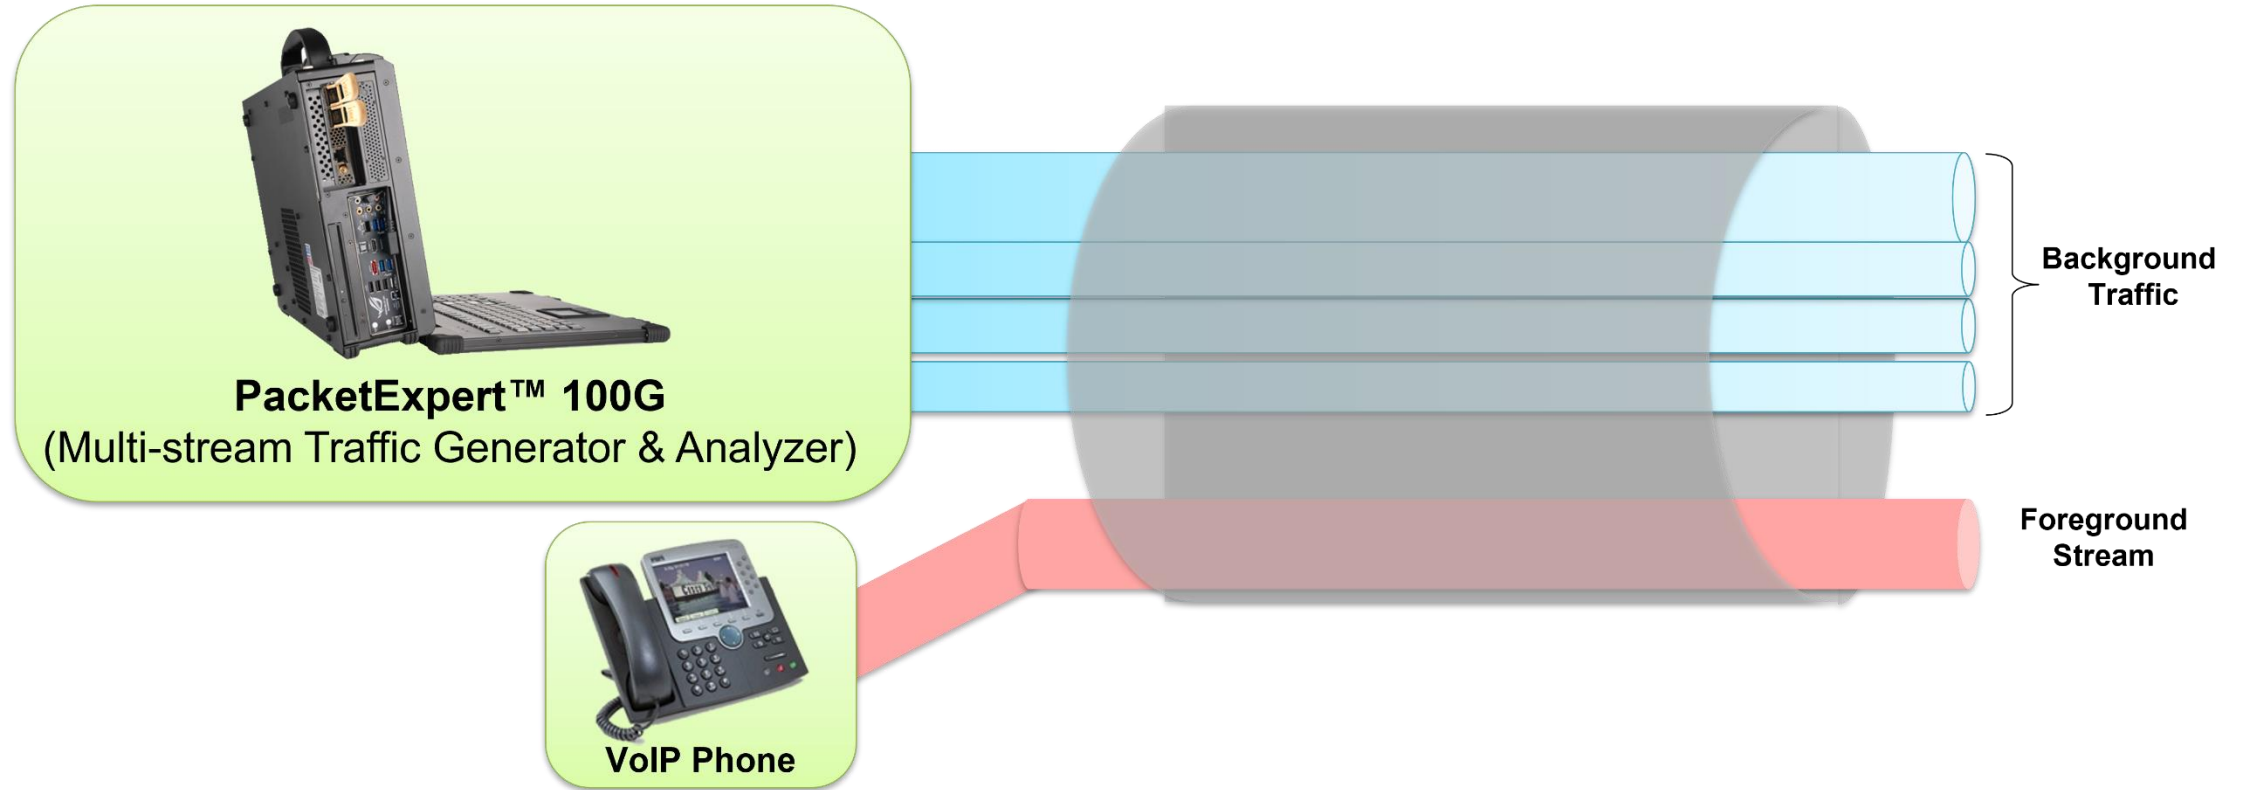 PacketExpert™ 100G
(Multi-stream Traffic Generator & Analyzer)
Background
Traffic
Foreground
Stream
VoIP Phone